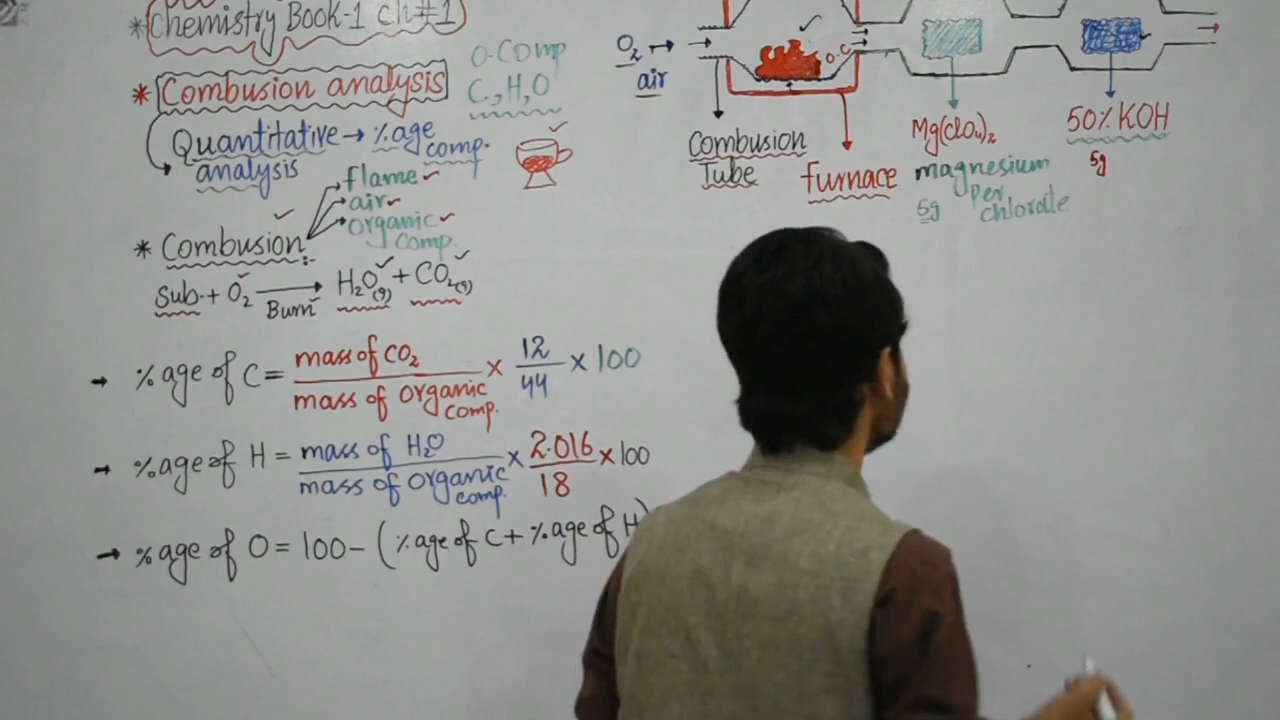 * Chemistry Book-1 Ch#1
* Combusion analysis
O-Comp
C,H,O
Quantitative → %age comp.
analysis
* Combusion:-
flame
air
organic comp.
Sub. + O₂ → H₂O(g) + CO₂(g)
Burn
→ %age of C = mass of CO₂ / mass of organic comp. × 12/44 × 100
→ %age of H = mass of H₂O / mass of organic comp. × 2.016/18 × 100
→ %age of O = 100 - (%age of C + %age of H)
O₂ →
air
O.C
Combusion
Tube
furnace
Mg(ClO₄)₂
magnesium
Per
chlorate
5g
50% KOH
5g